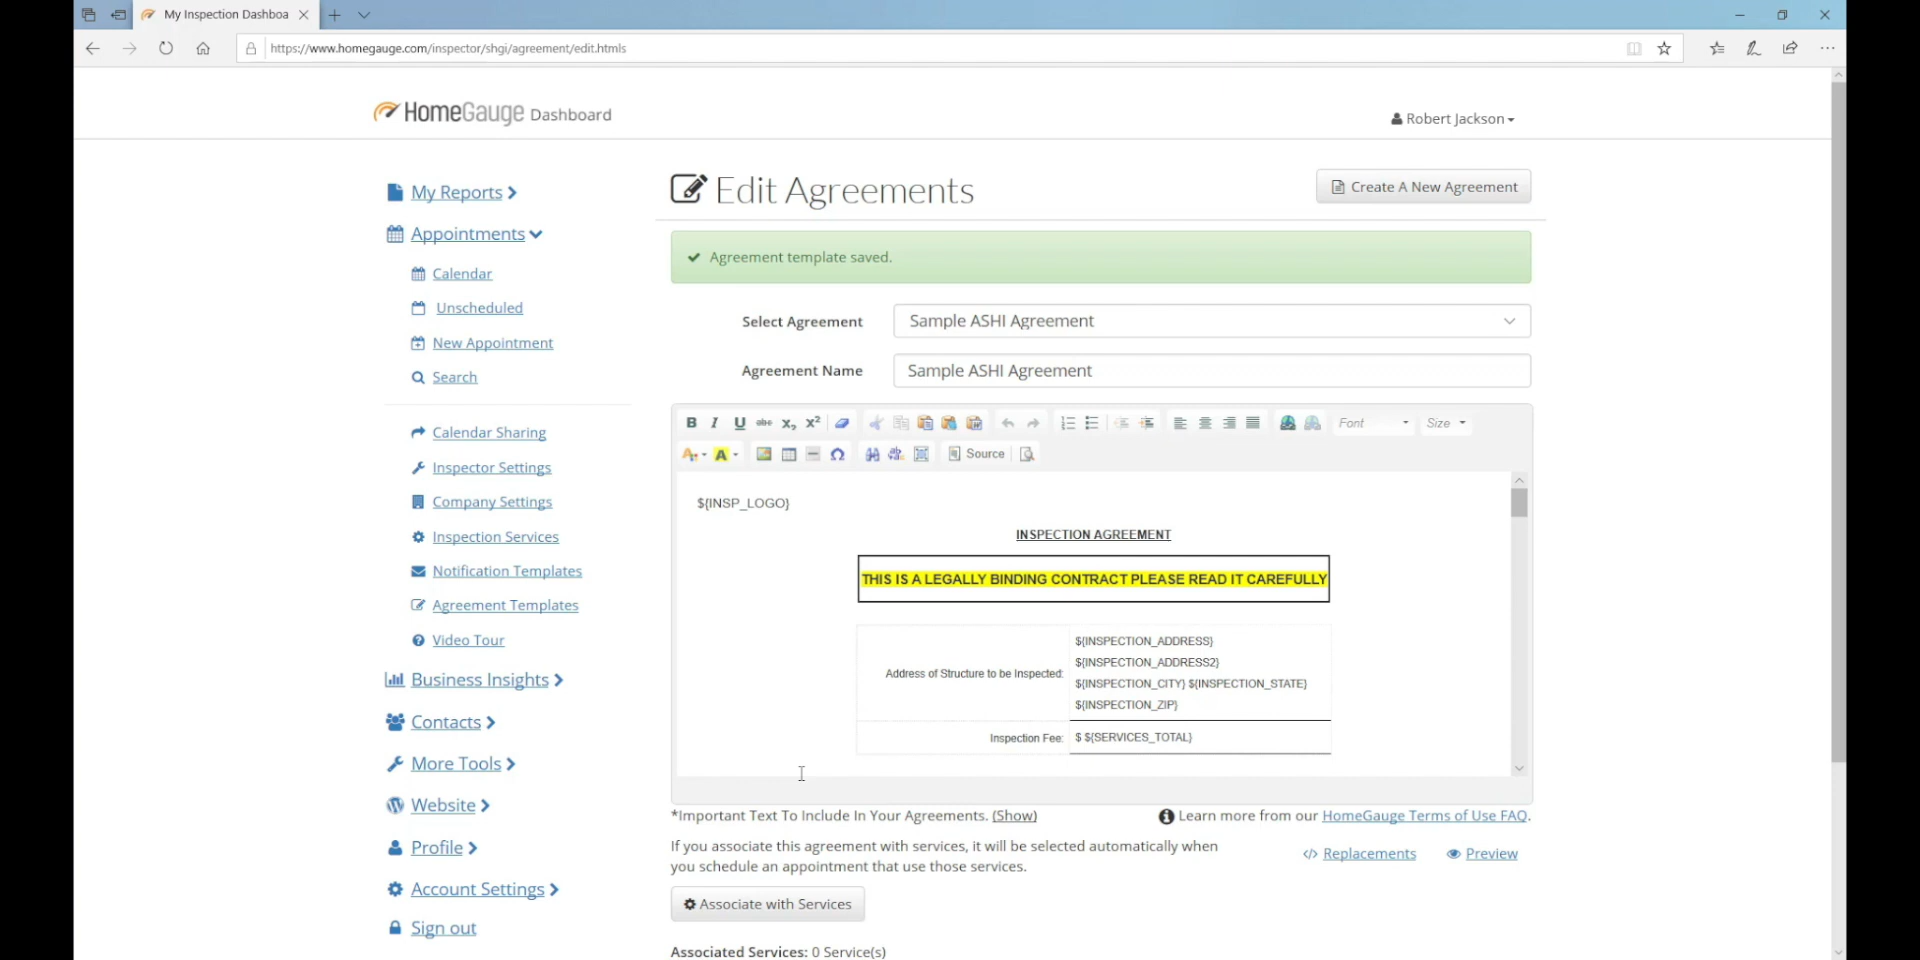 My Inspection Dashboa
https://www.homegauge.com/inspector/shgi/agreement/edit.htmls
HomeGauge Dashboard
Robert Jackson
My Reports
Appointments
Calendar
Unscheduled
New Appointment
Search
Calendar Sharing
Inspector Settings
Company Settings
Inspection Services
Notification Templates
Agreement Templates
Video Tour
Business Insights
Contacts
More Tools
Website
Profile
Account Settings
Sign out
Edit Agreements
Create A New Agreement
Agreement template saved.
Select Agreement
Sample ASHI Agreement
Agreement Name
Sample ASHI Agreement
B I U abc X₂ X² Font Size
A A Ω Source
${INSP_LOGO}
INSPECTION AGREEMENT
THIS IS A LEGALLY BINDING CONTRACT PLEASE READ IT CAREFULLY
Address of Structure to be Inspected:
${INSPECTION_ADDRESS}
${INSPECTION_ADDRESS2}
${INSPECTION_CITY} ${INSPECTION_STATE}
${INSPECTION_ZIP}
Inspection Fee: $ ${SERVICES_TOTAL}
*Important Text To Include In Your Agreements. (Show)
Learn more from our HomeGauge Terms of Use FAQ.
If you associate this agreement with services, it will be selected automatically when
you schedule an appointment that use those services.
Replacements
Preview
Associate with Services
Associated Services: 0 Service(s)